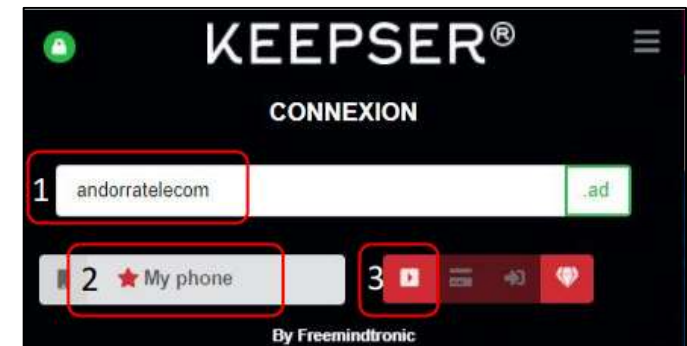 KEEPSER®
CONNEXION
1 andorratelecom .ad
2 My phone 3
By Freemindtronic